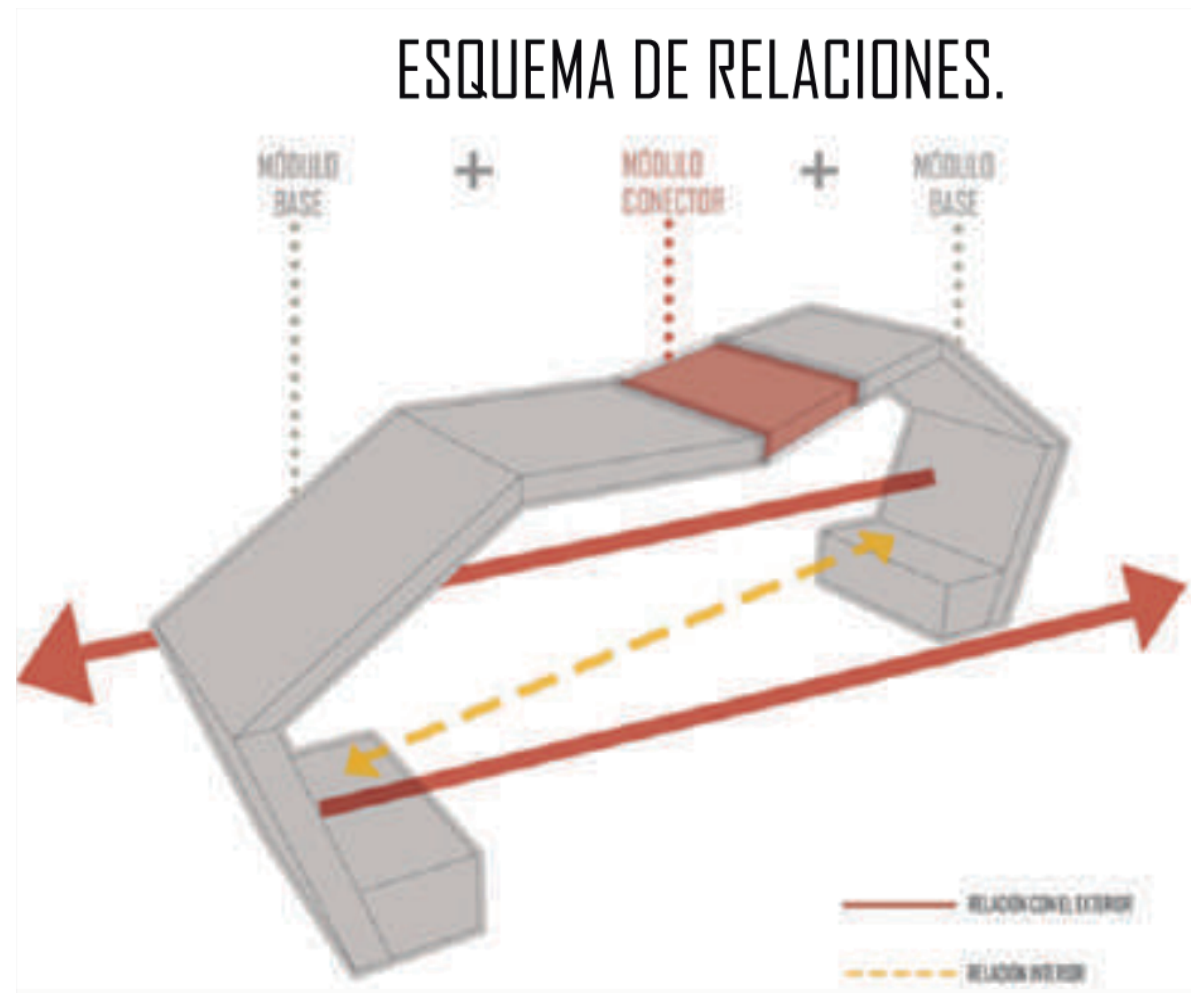 ESQUEMA DE RELACIONES.
MÓDULO
BASE
+
MÓDULO
CONECTOR
+
MÓDULO
BASE
RELACIÓN CON EL EXTERIOR
RELACIÓN INTERIOR